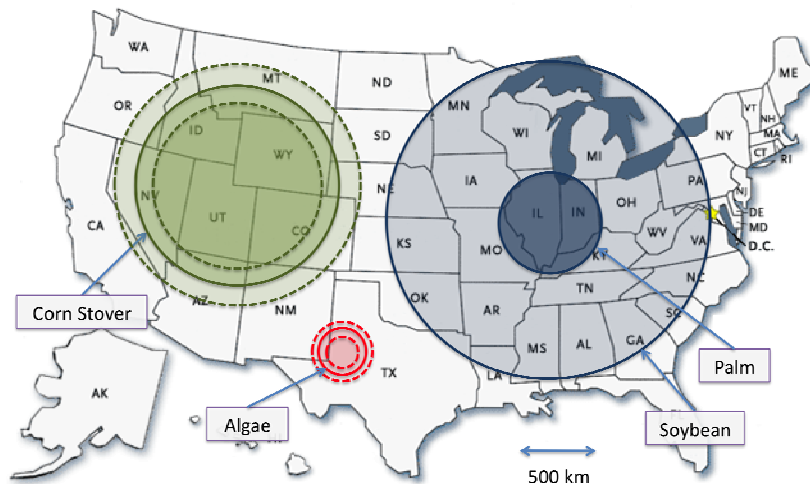 WA
MT
ND
MN
ME
OR
ID
SD
WI
MI
VT
NH
NY
MA
CT
RI
WY
IA
PA
NJ
NV
NE
IL
IN
OH
DE
MD
D.C.
UT
CO
CA
KS
MO
WV
VA
KY
NC
TN
AZ
NM
OK
AR
SC
Corn Stover
MS
AL
GA
TX
LA
Palm
AK
Algae
FL
Soybean
500 km